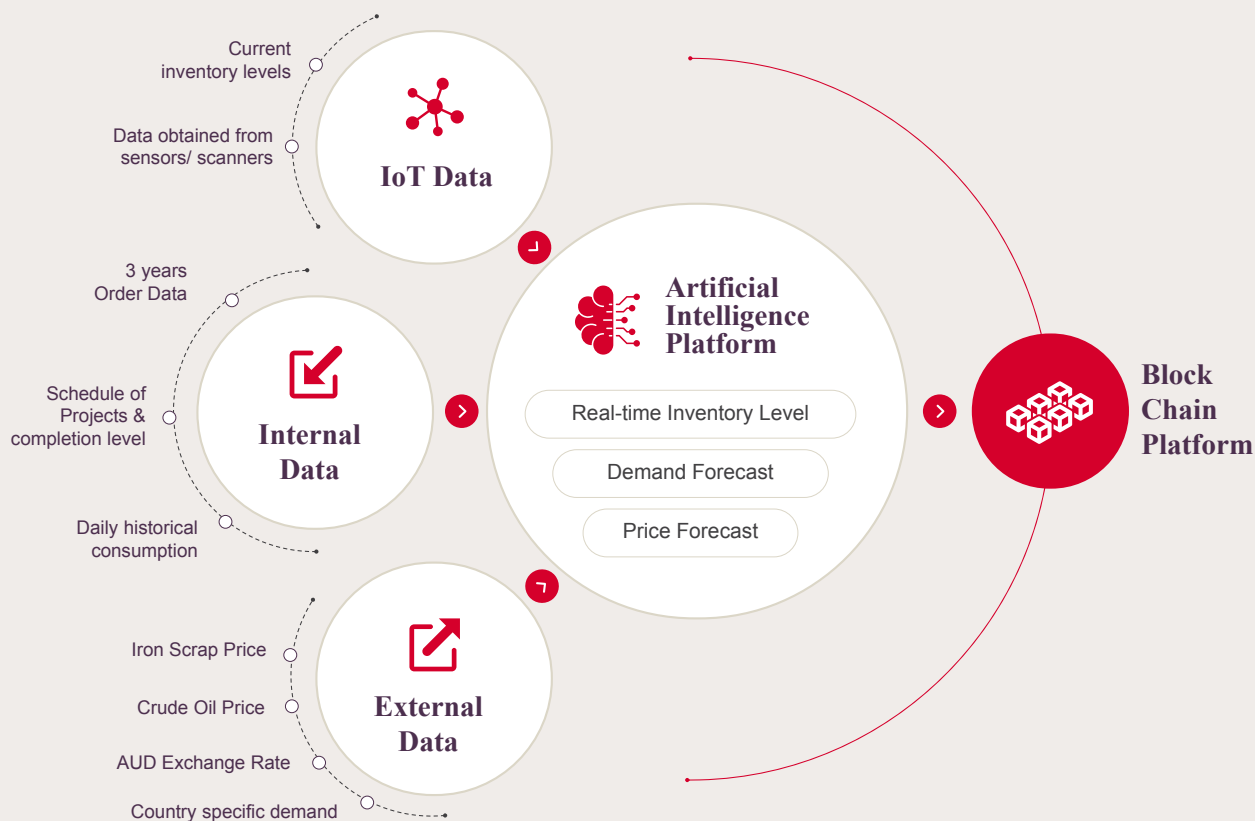 Current
inventory levels
Data obtained from
sensors/ scanners
IoT Data
3 years
Order Data
Schedule of
Projects &
completion level
Daily historical
consumption
Internal
Data
Iron Scrap Price
Crude Oil Price
AUD Exchange Rate
Country specific demand
External
Data
Artificial
Intelligence
Platform
Real-time Inventory Level
Demand Forecast
Price Forecast
Block
Chain
Platform